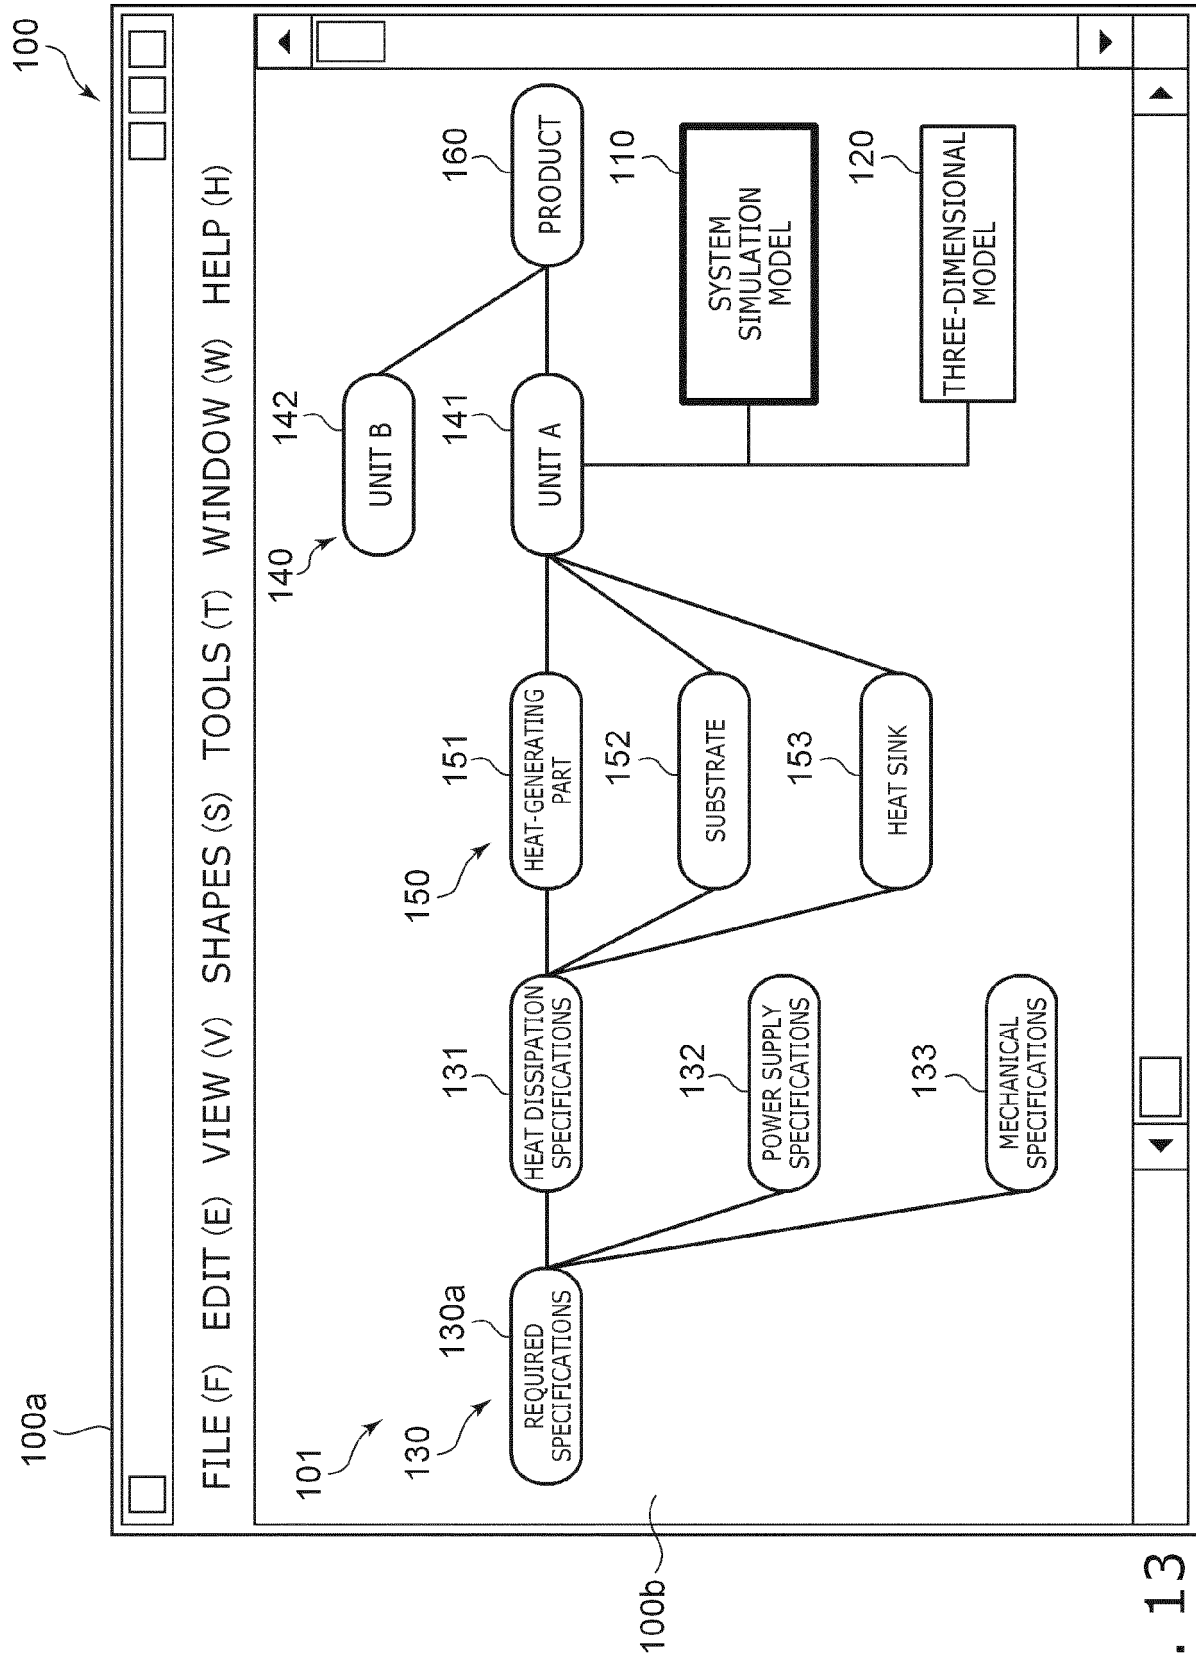 100
100a
FILE (F) EDIT (E) VIEW (V) SHAPES (S) TOOLS (T) WINDOW (W) HELP (H)
101
140
142
UNIT B
130
130a
REQUIRED
SPECIFICATIONS
131
HEAT DISSIPATION
SPECIFICATIONS
150
151
HEAT-GENERATING
PART
141
UNIT A
160
PRODUCT
132
POWER SUPPLY
SPECIFICATIONS
152
SUBSTRATE
110
SYSTEM
SIMULATION
MODEL
133
MECHANICAL
SPECIFICATIONS
153
HEAT SINK
120
THREE-DIMENSIONAL
MODEL
100b
. 13